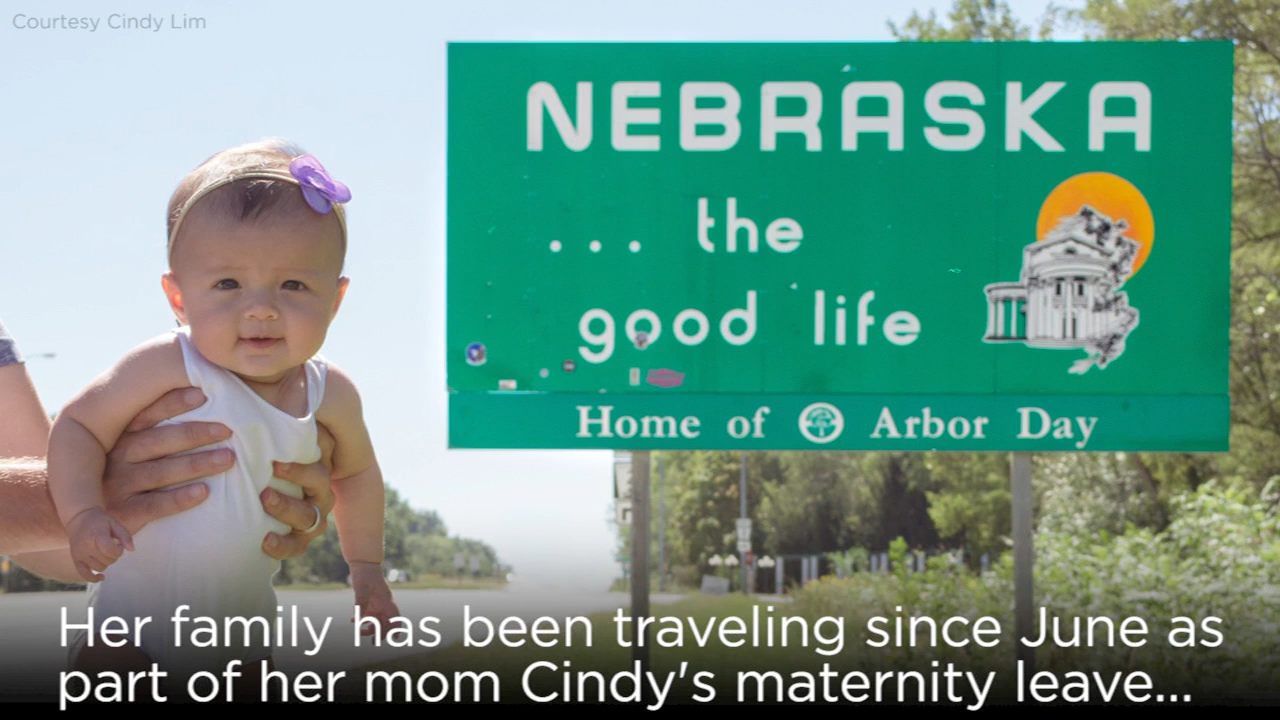 Courtesy Cindy Lim
NEBRASKA
... the
good life
Home of Arbor Day
Her family has been traveling since June as
part of her mom Cindy's maternity leave...